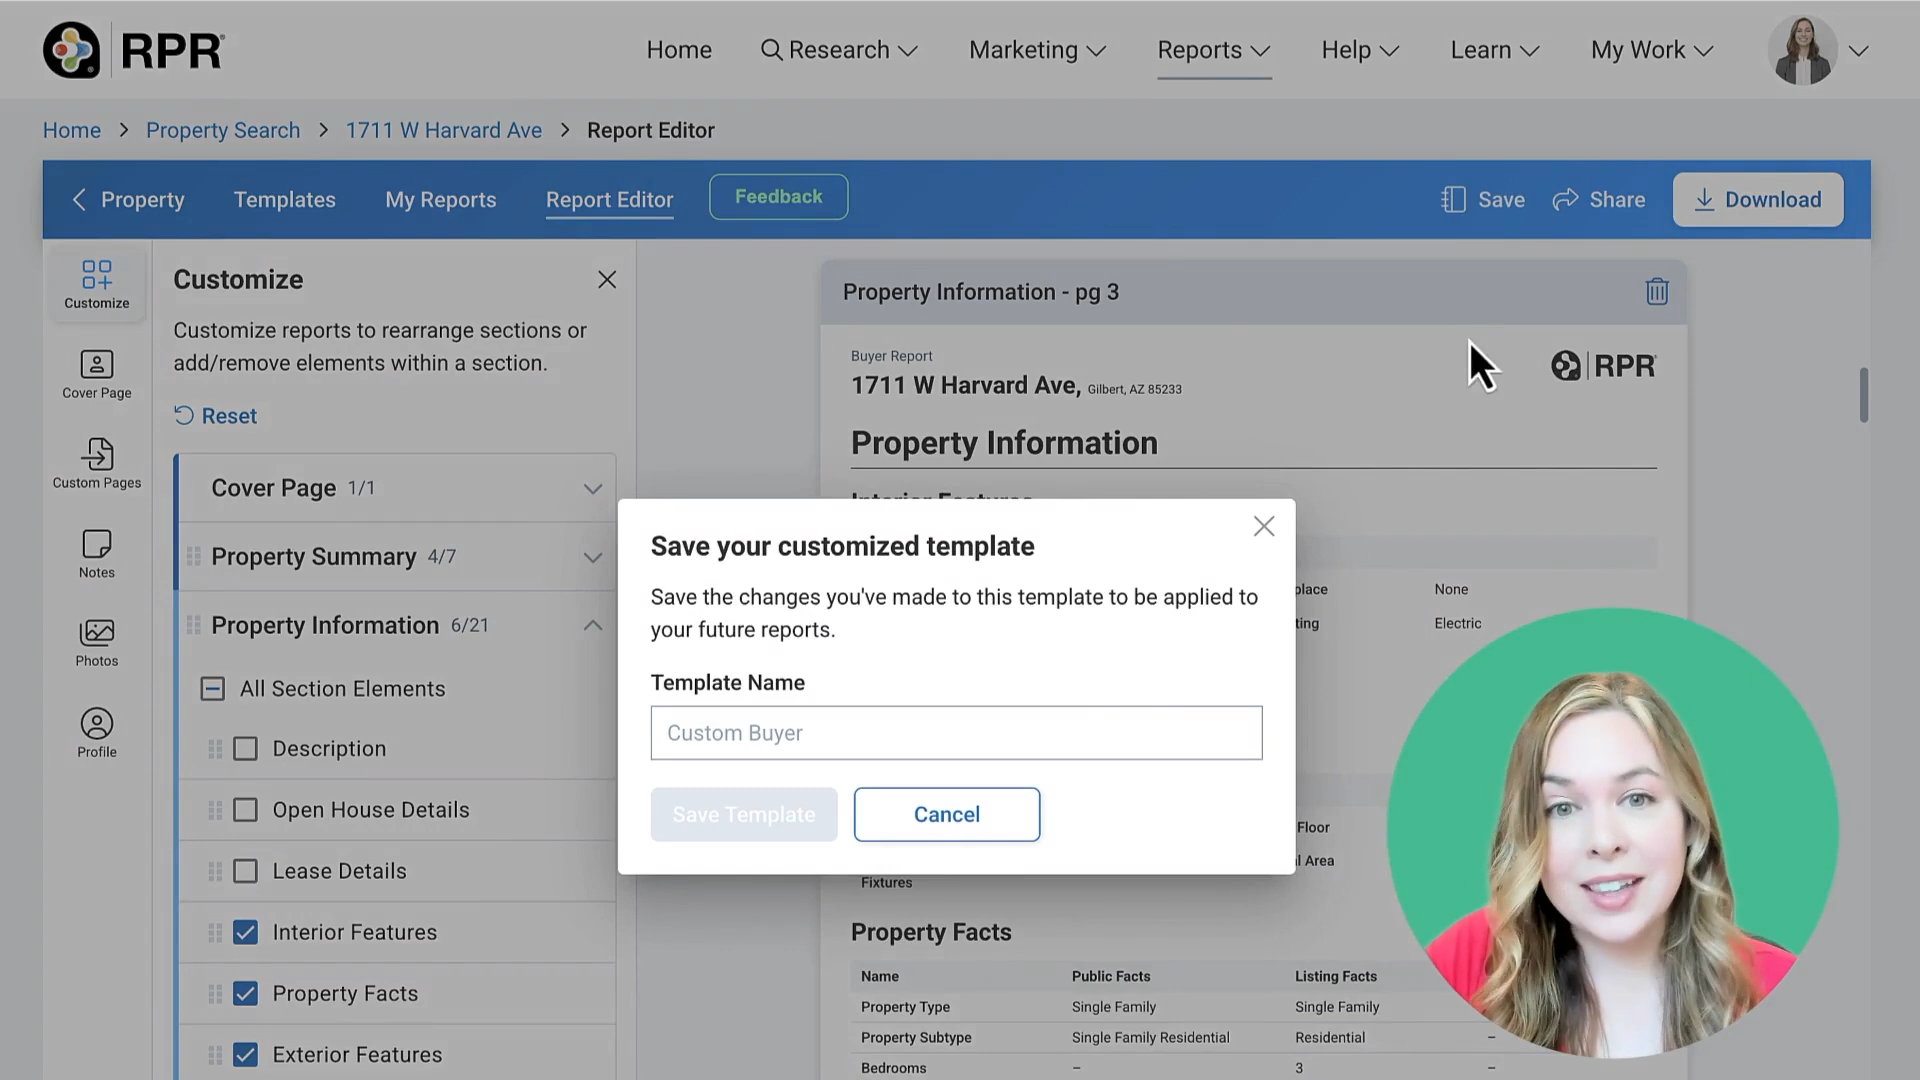 RPR
Home
Research
Marketing
Reports
Help
Learn
My Work
Home > Property Search > 1711 W Harvard Ave > Report Editor
Property
Templates
My Reports
Report Editor
Feedback
Save
Share
Download
Customize
Cover Page
Custom Pages
Notes
Photos
Profile
Customize
Customize reports to rearrange sections or
add/remove elements within a section.
Reset
Cover Page 1/1
Property Summary 4/7
Property Information 6/21
All Section Elements
Description
Open House Details
Lease Details
Interior Features
Property Facts
Exterior Features
Property Information - pg 3
Buyer Report
1711 W Harvard Ave, Gilbert, AZ 85233
RPR
Property Information
Interior Features
place None
ting Electric
Floor
l Area
Fixtures
Property Facts
Name Public Facts Listing Facts
Property Type Single Family Single Family
Property Subtype Single Family Residential Residential –
Bedrooms – 3 –
Save your customized template
Save the changes you've made to this template to be applied to
your future reports.
Template Name
Custom Buyer
Save Template
Cancel